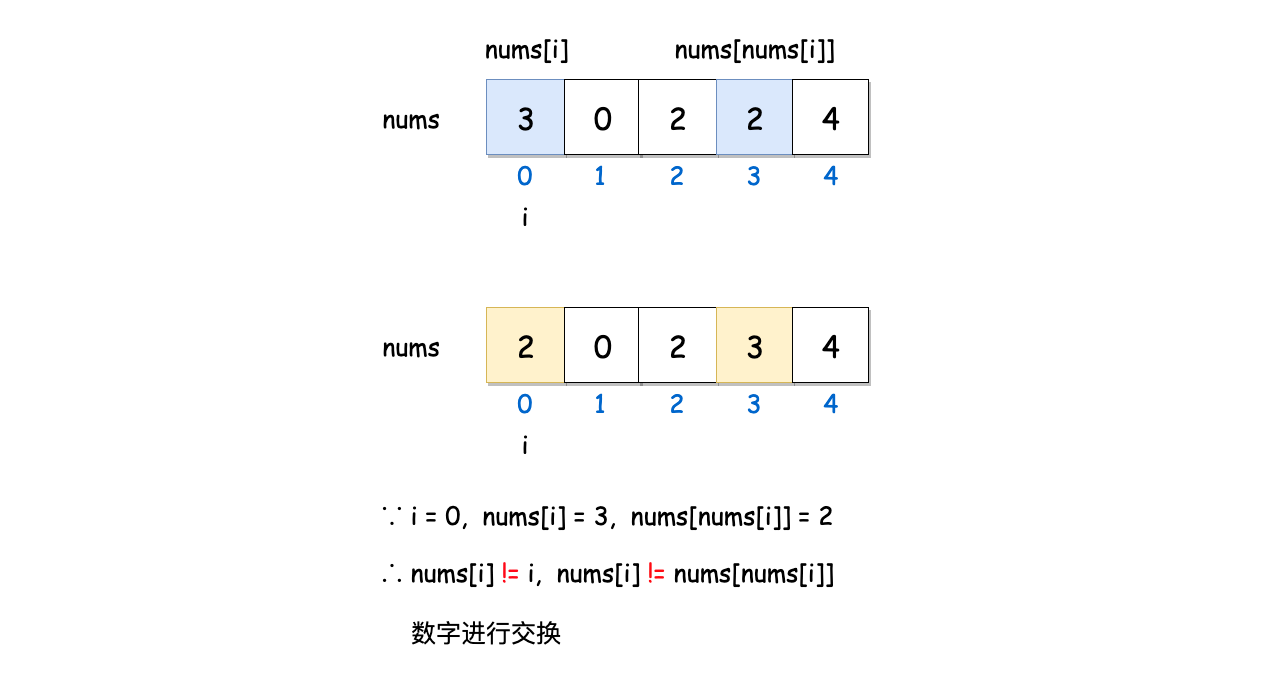 nums[i] nums[nums[i]]
nums 3 0 2 2 4
0 1 2 3 4
i
nums 2 0 2 3 4
0 1 2 3 4
i
∵ i = 0, nums[i] = 3, nums[nums[i]] = 2
∴ nums[i] != i, nums[i] != nums[nums[i]]
数字进行交换